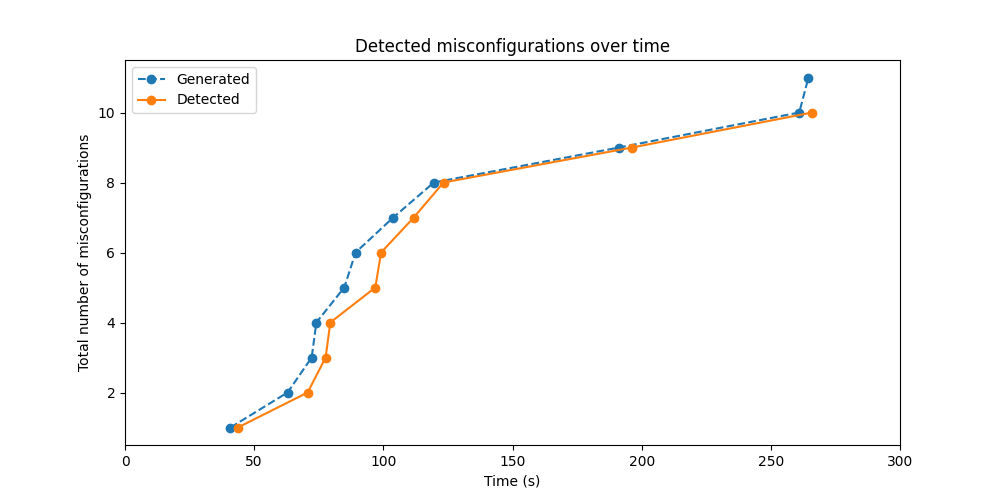 Detected misconfigurations over time
Generated
Detected
Total number of misconfigurations
10
8
6
4
2
0 50 100 150 200 250 300
Time (s)